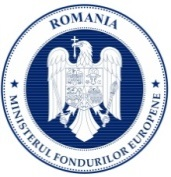 ROMANIA
★ MINISTERUL FONDURILOR EUROPENE ★